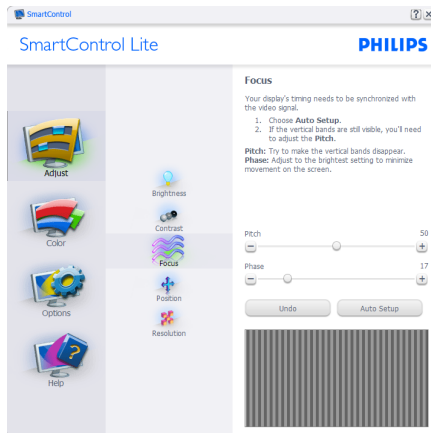 SmartControl
SmartControl Lite
PHILIPS
Adjust
Color
Options
Help
Brightness
Contrast
Focus
Position
Resolution
Focus
Your display's timing needs to be synchronized with
the video signal.
1. Choose Auto Setup.
2. If the vertical bands are still visible, you'll need
to adjust the Pitch.
Pitch: Try to make the vertical bands disappear.
Phase: Adjust to the brightest setting to minimize
movement on the screen.
Pitch 50
Phase 17
Undo Auto Setup